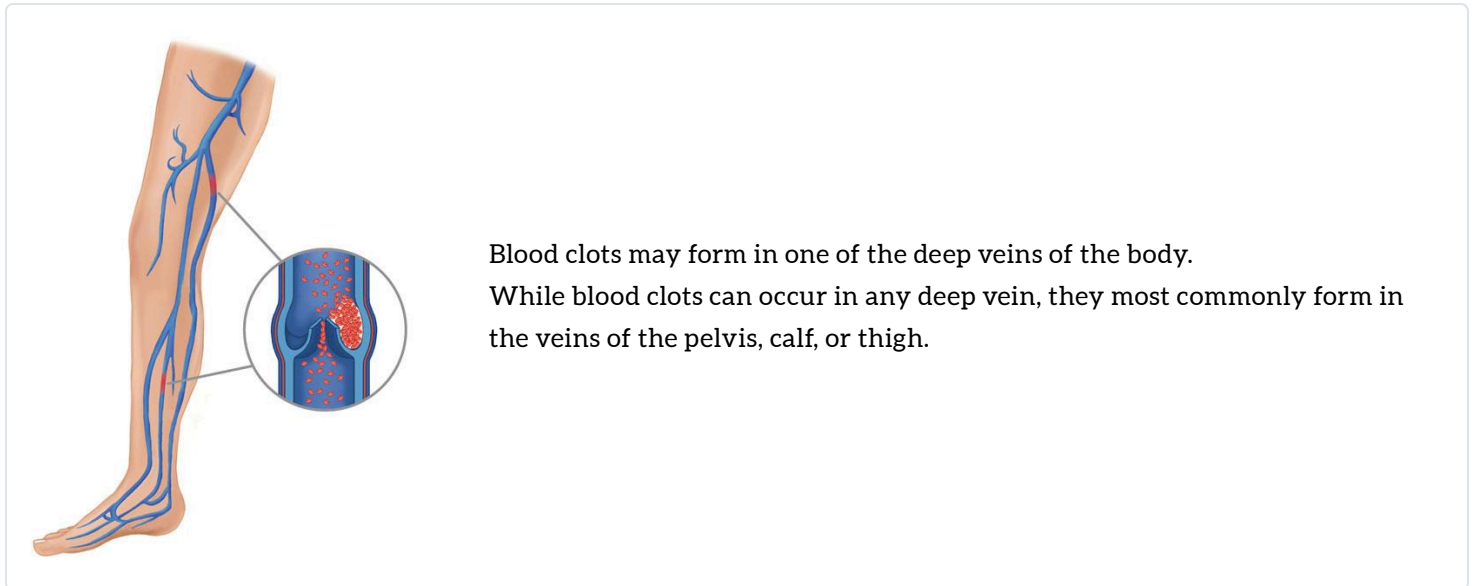 Blood clots may form in one of the deep veins of the body.
While blood clots can occur in any deep vein, they most commonly form in
the veins of the pelvis, calf, or thigh.